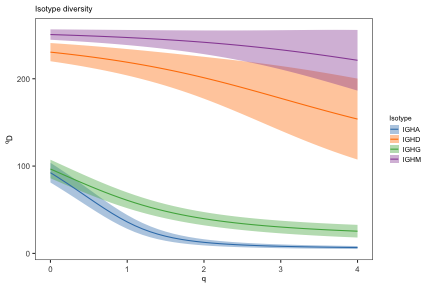 Isotype diversity
200
100
0
qD
0 1 2 3 4
q
Isotype
IGHA
IGHD
IGHG
IGHM